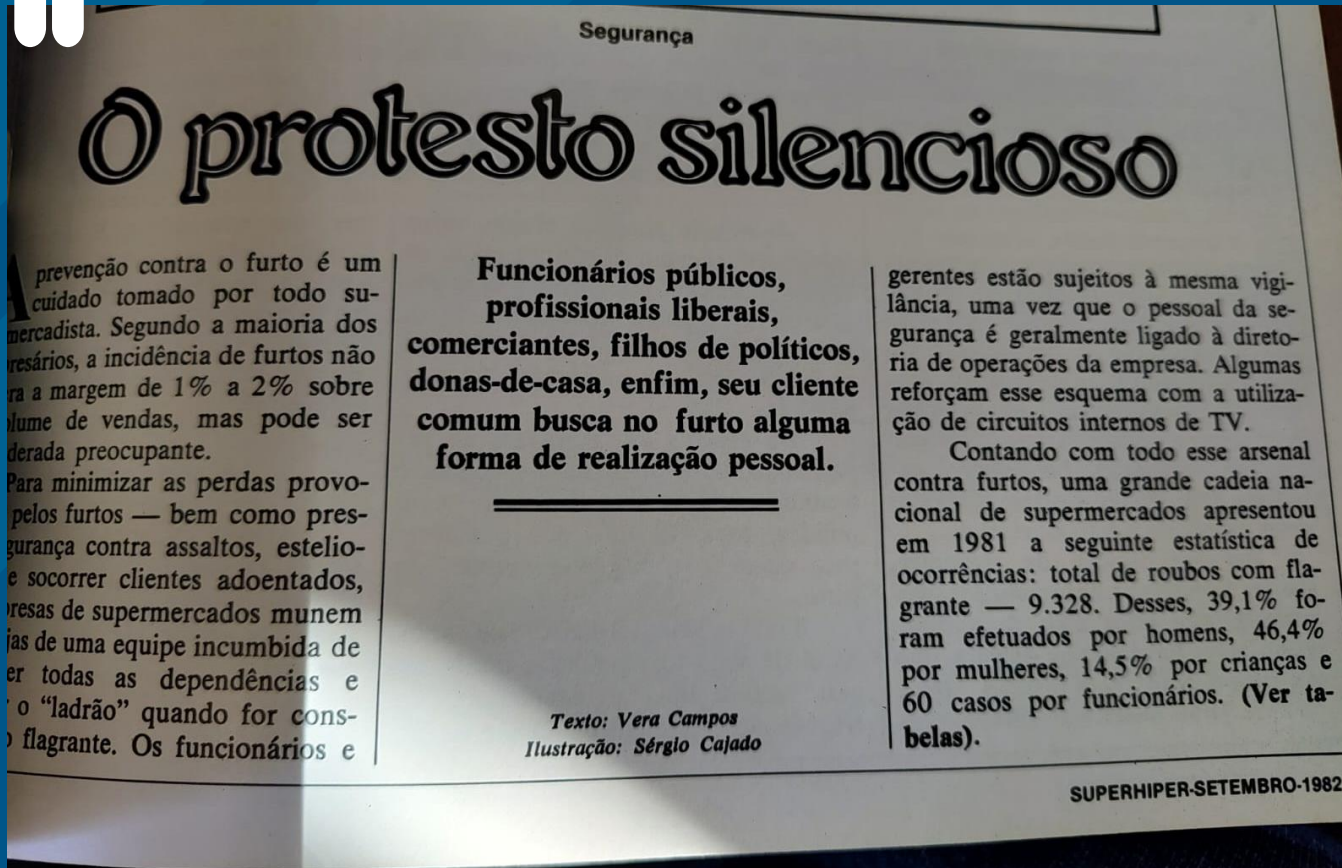 Segurança
O protesto silencioso
A prevenção contra o furto é um
cuidado tomado por todo su-
mercadista. Segundo a maioria dos
resários, a incidência de furtos não
ra a margem de 1% a 2% sobre
lume de vendas, mas pode ser
derada preocupante.
Para minimizar as perdas provo-
pelos furtos — bem como pres-
gurança contra assaltos, estelio-
e socorrer clientes adoentados,
resas de supermercados munem
jas de uma equipe incumbida de
er todas as dependências e
o “ladrão” quando for cons-
o flagrante. Os funcionários e
Funcionários públicos,
profissionais liberais,
comerciantes, filhos de políticos,
donas-de-casa, enfim, seu cliente
comum busca no furto alguma
forma de realização pessoal.
Texto: Vera Campos
Ilustração: Sérgio Cajado
gerentes estão sujeitos à mesma vigi-
lância, uma vez que o pessoal da se-
gurança é geralmente ligado à direto-
ria de operações da empresa. Algumas
reforçam esse esquema com a utiliza-
ção de circuitos internos de TV.
Contando com todo esse arsenal
contra furtos, uma grande cadeia na-
cional de supermercados apresentou
em 1981 a seguinte estatística de
ocorrências: total de roubos com fla-
grante — 9.328. Desses, 39,1% fo-
ram efetuados por homens, 46,4%
por mulheres, 14,5% por crianças e
60 casos por funcionários. (Ver ta-
belas).
SUPERHIPER-SETEMBRO-1982